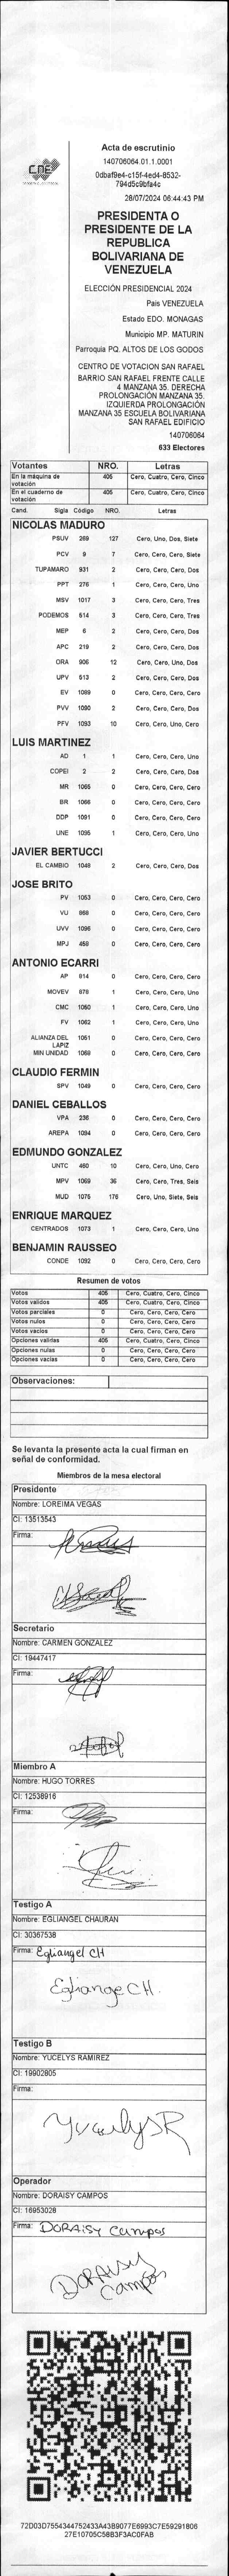 CNE
Acta de escrutinio
140706064.01.1.0001
0dbaf9e4-c15f-4ed4-8532-
794d5c9bfa4c
28/07/2024 06:44:43 PM
PRESIDENTA O
PRESIDENTE DE LA
REPUBLICA
BOLIVARIANA DE
VENEZUELA
ELECCIÓN PRESIDENCIAL 2024
País VENEZUELA
Estado EDO. MONAGAS
Municipio MP. MATURIN
Parroquia PQ. ALTOS DE LOS GODOS
CENTRO DE VOTACION SAN RAFAEL
BARRIO SAN RAFAEL FRENTE CALLE
4 MANZANA 35. DERECHA
PROLONGACIÓN MANZANA 35.
IZQUIERDA PROLONGACIÓN
MANZANA 35 ESCUELA BOLIVARIANA
SAN RAFAEL EDIFICIO
140706064
633 Electores
Votantes NRO. Letras
En la máquina de votación 405 Cero, Cuatro, Cero, Cinco
En el cuaderno de votación 405 Cero, Cuatro, Cero, Cinco
Cand. Sigla Código NRO. Letras
NICOLAS MADURO
PSUV 269 127 Cero, Uno, Dos, Siete
PCV 9 7 Cero, Cero, Cero, Siete
TUPAMARO 931 2 Cero, Cero, Cero, Dos
PPT 276 1 Cero, Cero, Cero, Uno
MSV 1017 3 Cero, Cero, Cero, Tres
PODEMOS 514 3 Cero, Cero, Cero, Tres
MEP 6 2 Cero, Cero, Cero, Dos
APC 219 2 Cero, Cero, Cero, Dos
ORA 906 12 Cero, Cero, Uno, Dos
UPV 513 2 Cero, Cero, Cero, Dos
EV 1089 0 Cero, Cero, Cero, Cero
PVV 1090 2 Cero, Cero, Cero, Dos
PFV 1093 10 Cero, Cero, Uno, Cero
LUIS MARTINEZ
AD 1 1 Cero, Cero, Cero, Uno
COPEI 2 2 Cero, Cero, Cero, Dos
MR 1065 0 Cero, Cero, Cero, Cero
BR 1066 0 Cero, Cero, Cero, Cero
DDP 1091 0 Cero, Cero, Cero, Cero
UNE 1095 1 Cero, Cero, Cero, Uno
JAVIER BERTUCCI
EL CAMBIO 1048 2 Cero, Cero, Cero, Dos
JOSE BRITO
PV 1053 0 Cero, Cero, Cero, Cero
VU 868 0 Cero, Cero, Cero, Cero
UVV 1096 0 Cero, Cero, Cero, Cero
MPJ 459 0 Cero, Cero, Cero, Cero
ANTONIO ECARRI
AP 814 0 Cero, Cero, Cero, Cero
MOVEV 878 1 Cero, Cero, Cero, Uno
CMC 1060 1 Cero, Cero, Cero, Uno
FV 1062 1 Cero, Cero, Cero, Uno
ALIANZA DEL LAPIZ 1051 0 Cero, Cero, Cero, Cero
MIN UNIDAD 1069 0 Cero, Cero, Cero, Cero
CLAUDIO FERMIN
SPV 1049 0 Cero, Cero, Cero, Cero
DANIEL CEBALLOS
VPA 236 0 Cero, Cero, Cero, Cero
AREPA 1094 0 Cero, Cero, Cero, Cero
EDMUNDO GONZALEZ
UNTC 480 10 Cero, Cero, Uno, Cero
MPV 1069 36 Cero, Cero, Tres, Seis
MUD 1075 176 Cero, Uno, Siete, Seis
ENRIQUE MARQUEZ
CENTRADOS 1073 1 Cero, Cero, Cero, Uno
BENJAMIN RAUSSEO
CONDE 1092 0 Cero, Cero, Cero, Cero
Resumen de votos
Votos 405 Cero, Cuatro, Cero, Cinco
Votos validos 405 Cero, Cuatro, Cero, Cinco
Votos parciales 0 Cero, Cero, Cero, Cero
Votos nulos 0 Cero, Cero, Cero, Cero
Votos vacios 0 Cero, Cero, Cero, Cero
Opciones validas 405 Cero, Cuatro, Cero, Cinco
Opciones nulas 0 Cero, Cero, Cero, Cero
Opciones vacias 0 Cero, Cero, Cero, Cero
Observaciones:
Se levanta la presente acta la cual firman en
señal de conformidad.
Miembros de la mesa electoral
Presidente
Nombre: LOREIMA VEGAS
CI: 13513543
Firma:
Secretario
Nombre: CARMEN GONZALEZ
CI: 19447417
Firma:
Miembro A
Nombre: HUGO TORRES
CI: 12538916
Firma:
Testigo A
Nombre: EGLIANGEL CHAURAN
CI: 30367538
Firma: Egliangel CH
Egliange CH.
Testigo B
Nombre: YUCELYS RAMIREZ
CI: 19902805
Firma:
YucelysR
Operador
Nombre: DORAISY CAMPOS
CI: 16953028
Firma: DORAISY Campos
DORAISY
Campos
72D03D7554344752433A43B9077E6993C7E59291806
27E10705C58B3F3AC0FAB